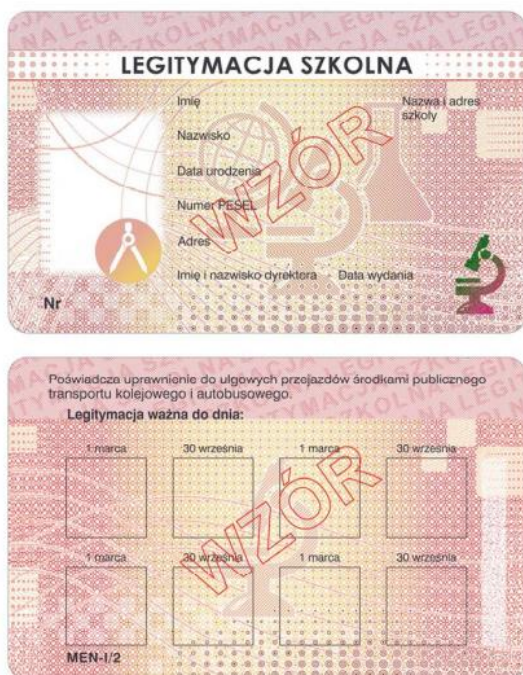 LEGITYMACJA SZKOLNA
Imię
Nazwa i adres
szkoły
Nazwisko
Data urodzenia
Numer PESEL
Adres
Imię i nazwisko dyrektora
Data wydania
Nr
WZÓR
Poświadcza uprawnienie do ulgowych przejazdów środkami publicznego
transportu kolejowego i autobusowego.
Legitymacja ważna do dnia:
1 marca 30 września 1 marca 30 września
1 marca 30 września 1 marca 30 września
WZÓR
MEN-I/2